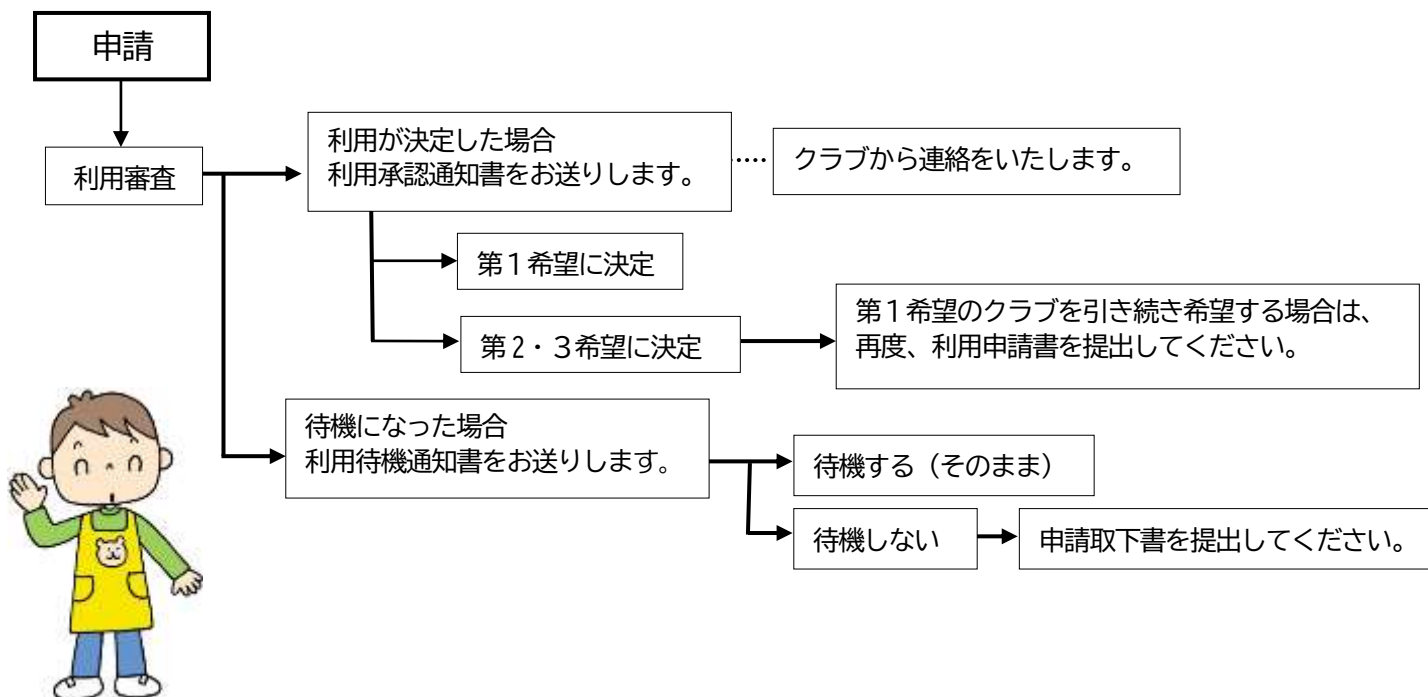 申請
利用審査
利用が決定した場合
利用承認通知書をお送りします。
クラブから連絡をいたします。
第１希望に決定
第2・３希望に決定
第１希望のクラブを引き続き希望する場合は、
再度、利用申請書を提出してください。
待機になった場合
利用待機通知書をお送りします。
待機する（そのまま）
待機しない
申請取下書を提出してください。